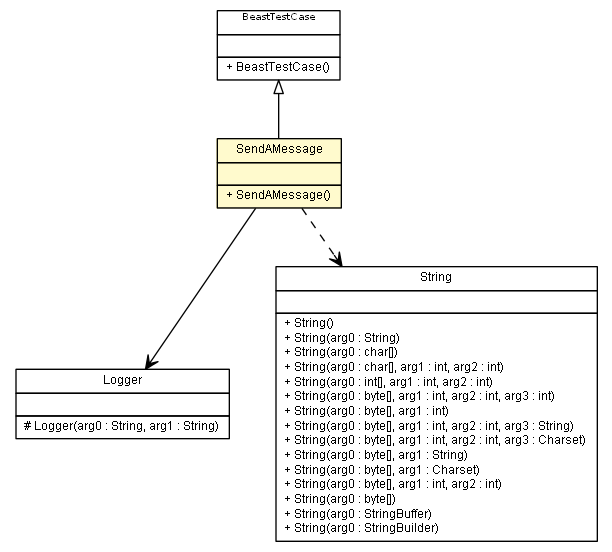 BeastTestCase
+ BeastTestCase()
SendAMessage
+ SendAMessage()
String
+ String()
+ String(arg0 : String)
+ String(arg0 : char[])
+ String(arg0 : char[], arg1 : int, arg2 : int)
+ String(arg0 : int[], arg1 : int, arg2 : int)
+ String(arg0 : byte[], arg1 : int, arg2 : int, arg3 : int)
+ String(arg0 : byte[], arg1 : int)
+ String(arg0 : byte[], arg1 : int, arg2 : int, arg3 : String)
+ String(arg0 : byte[], arg1 : int, arg2 : int, arg3 : Charset)
+ String(arg0 : byte[], arg1 : String)
+ String(arg0 : byte[], arg1 : Charset)
+ String(arg0 : byte[], arg1 : int, arg2 : int)
+ String(arg0 : byte[])
+ String(arg0 : StringBuffer)
+ String(arg0 : StringBuilder)
Logger
# Logger(arg0 : String, arg1 : String)